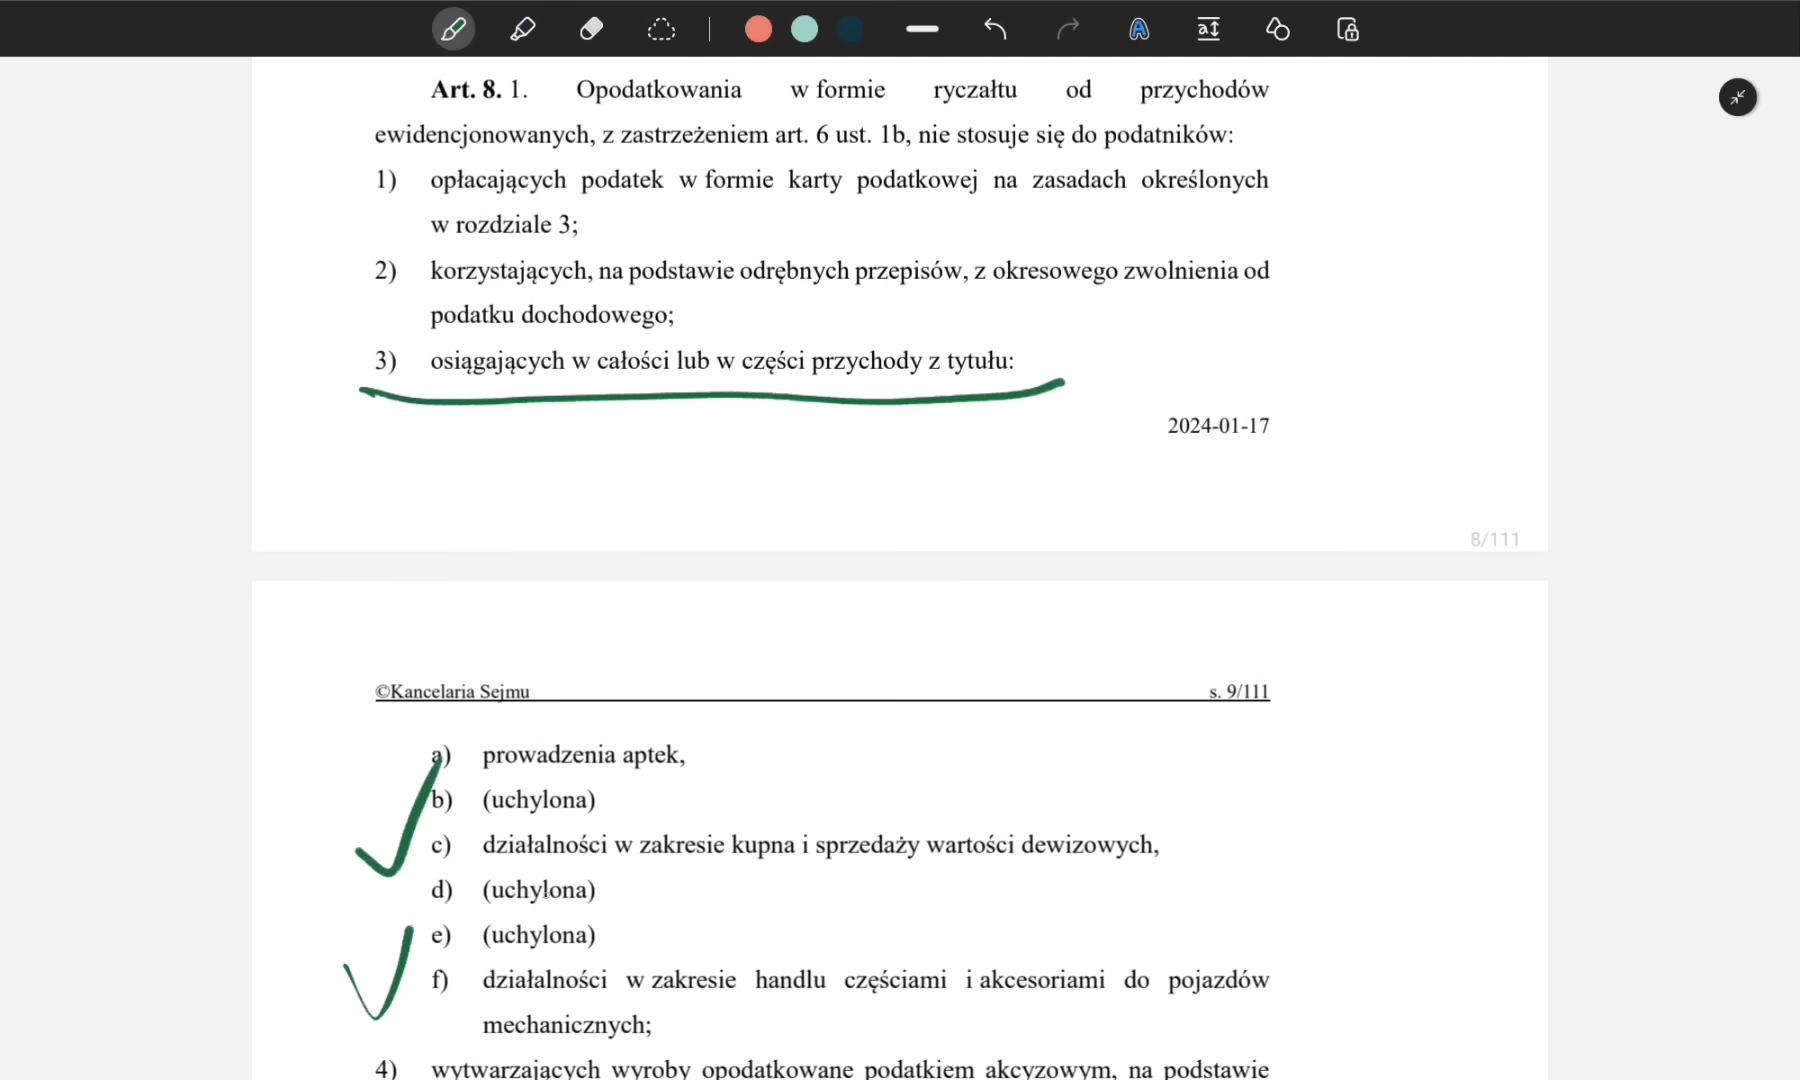 Art. 8. 1. Opodatkowania w formie ryczałtu od przychodów
ewidencjonowanych, z zastrzeżeniem art. 6 ust. 1b, nie stosuje się do podatników:
1) opłacających podatek w formie karty podatkowej na zasadach określonych
w rozdziale 3;
2) korzystających, na podstawie odrębnych przepisów, z okresowego zwolnienia od
podatku dochodowego;
3) osiągających w całości lub w części przychody z tytułu:
2024-01-17
8/111
©Kancelaria Sejmu s. 9/111
a) prowadzenia aptek,
b) (uchylona)
c) działalności w zakresie kupna i sprzedaży wartości dewizowych,
d) (uchylona)
e) (uchylona)
f) działalności w zakresie handlu częściami i akcesoriami do pojazdów
mechanicznych;
4) wytwarzających wyroby opodatkowane podatkiem akcyzowym, na podstawie